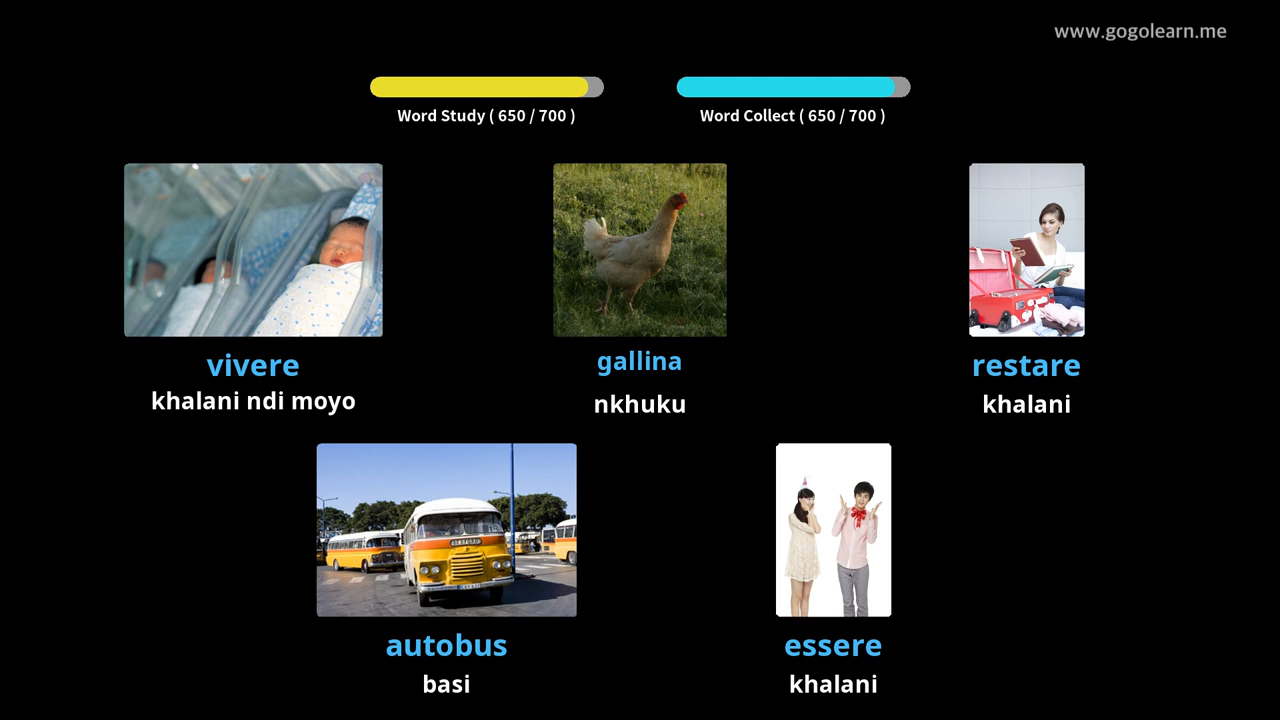 www.gogolearn.me
Word Study ( 650 / 700 )
Word Collect ( 650 / 700 )
vivere
khalani ndi moyo
gallina
nkhuku
restare
khalani
autobus
basi
essere
khalani